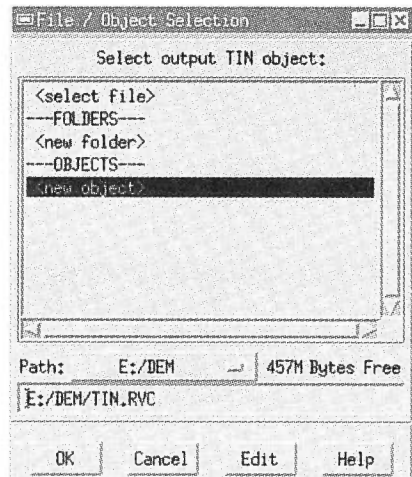 File / Object Selection
Select output TIN object:
<select file>
---FOLDERS---
<new folder>
---OBJECTS---
<new object>
Path: E:/DEM 457M Bytes Free
E:/DEM/TIN.RVC
OK Cancel Edit Help